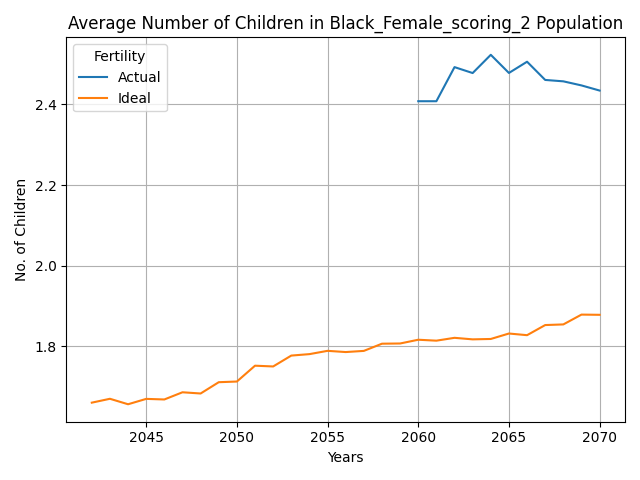 Average Number of Children in Black_Female_scoring_2 Population
Fertility
Actual
Ideal
No. of Children
2.4
2.2
2.0
1.8
2045 2050 2055 2060 2065 2070
Years